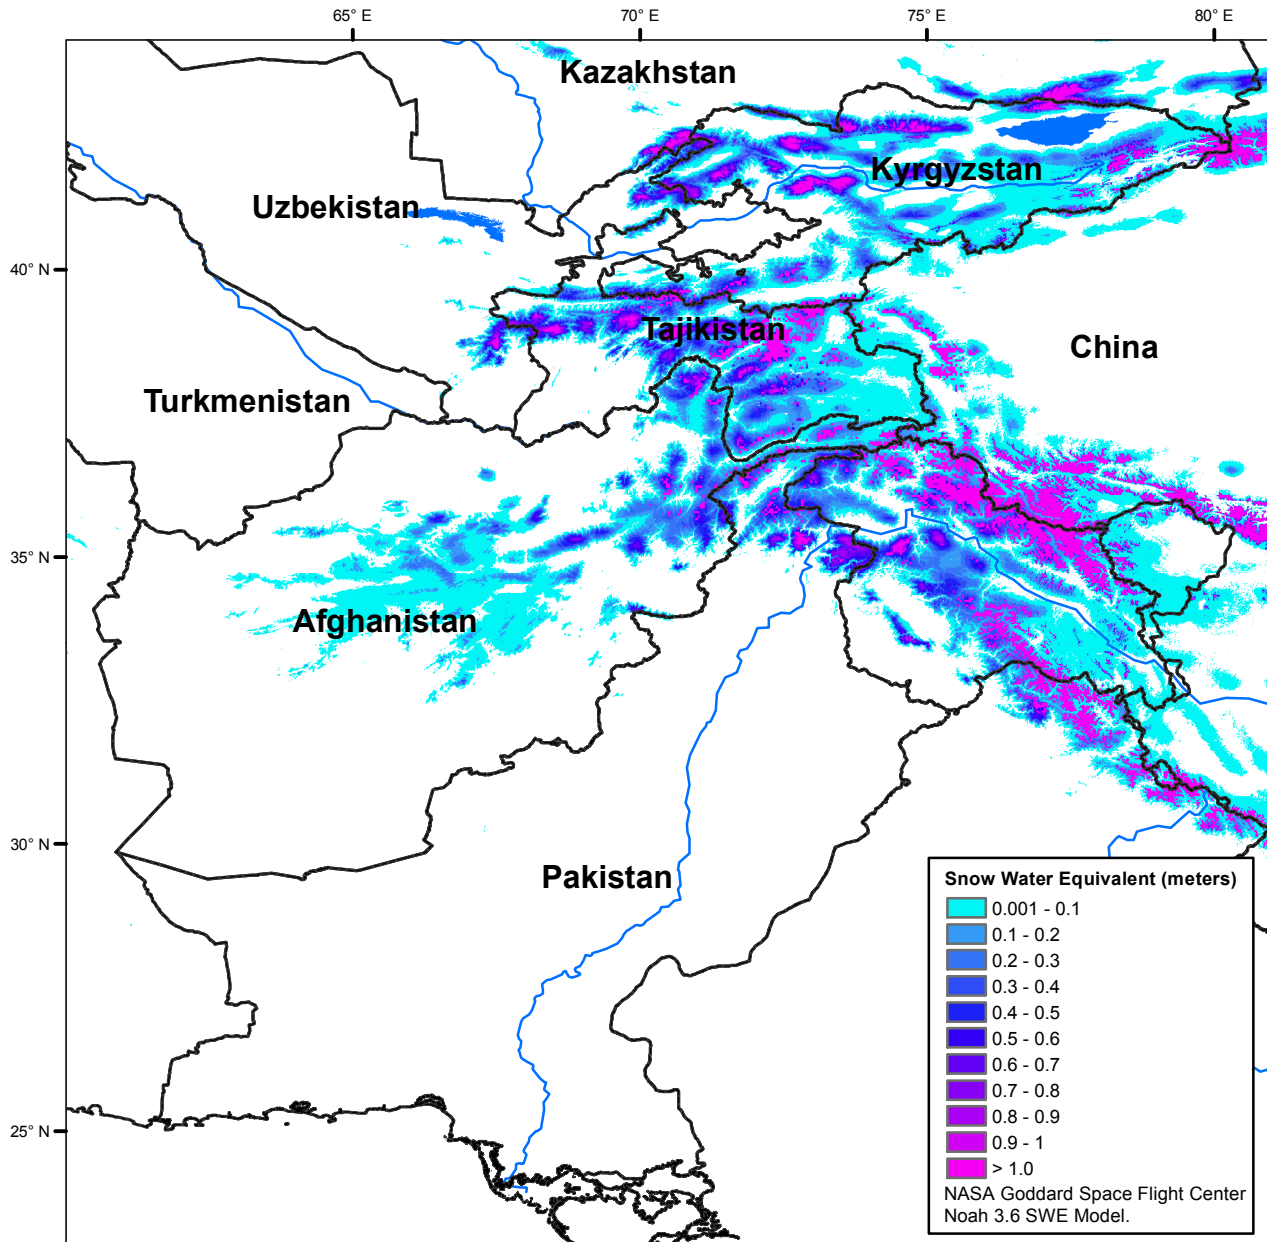 65° E
70° E
75° E
80° E
Kazakhstan
Kyrgyzstan
Uzbekistan
40° N
Tajikistan
China
Turkmenistan
35° N
Afghanistan
30° N
Pakistan
25° N
Snow Water Equivalent (meters)
0.001 - 0.1
0.1 - 0.2
0.2 - 0.3
0.3 - 0.4
0.4 - 0.5
0.5 - 0.6
0.6 - 0.7
0.7 - 0.8
0.8 - 0.9
0.9 - 1
> 1.0
NASA Goddard Space Flight Center
Noah 3.6 SWE Model.